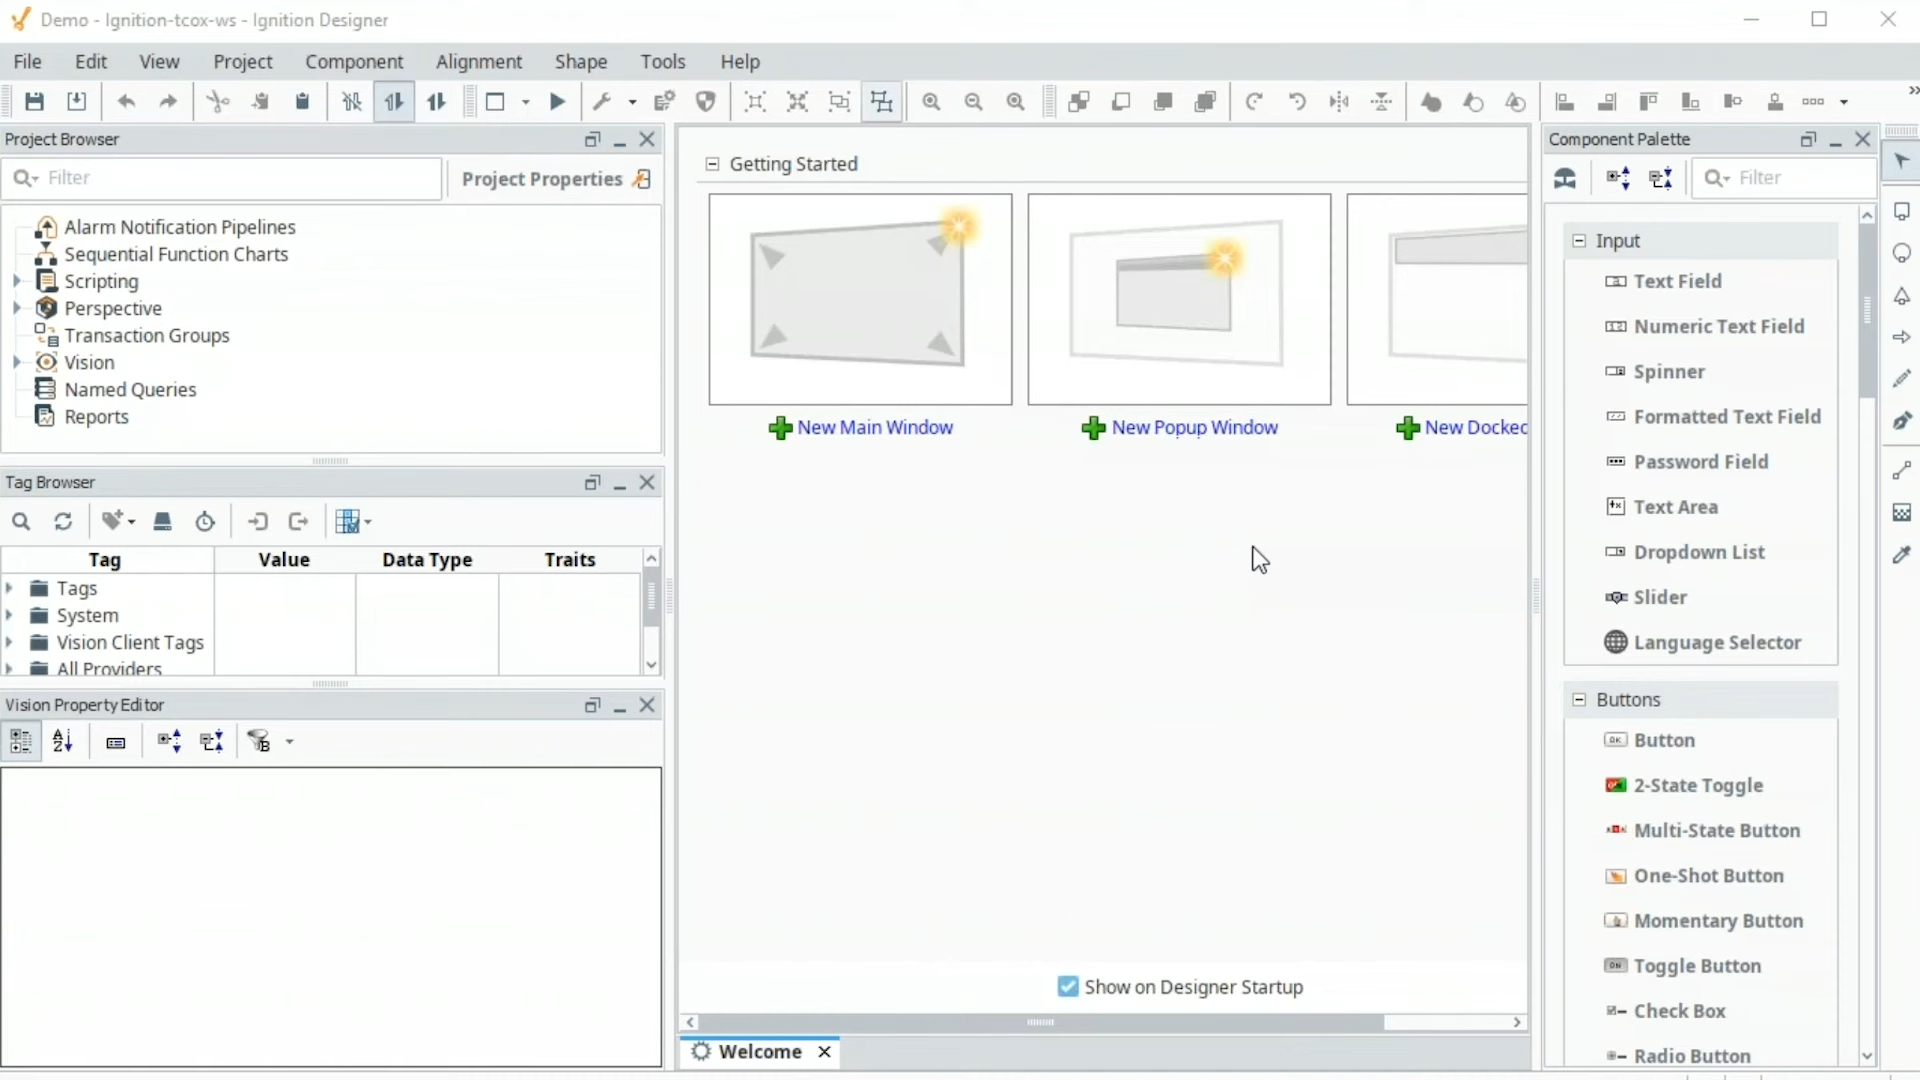 Demo - Ignition-tcox-ws - Ignition Designer
File Edit View Project Component Alignment Shape Tools Help
Project Browser
Filter
Project Properties
Alarm Notification Pipelines
Sequential Function Charts
Scripting
Perspective
Transaction Groups
Vision
Named Queries
Reports
Tag Browser
Tag Value Data Type Traits
Tags
System
Vision Client Tags
All Providers
Vision Property Editor
Getting Started
New Main Window
New Popup Window
New Docked
Show on Designer Startup
Welcome
Component Palette
Filter
Input
Text Field
Numeric Text Field
Spinner
Formatted Text Field
Password Field
Text Area
Dropdown List
Slider
Language Selector
Buttons
Button
2-State Toggle
Multi-State Button
One-Shot Button
Momentary Button
Toggle Button
Check Box
Radio Button